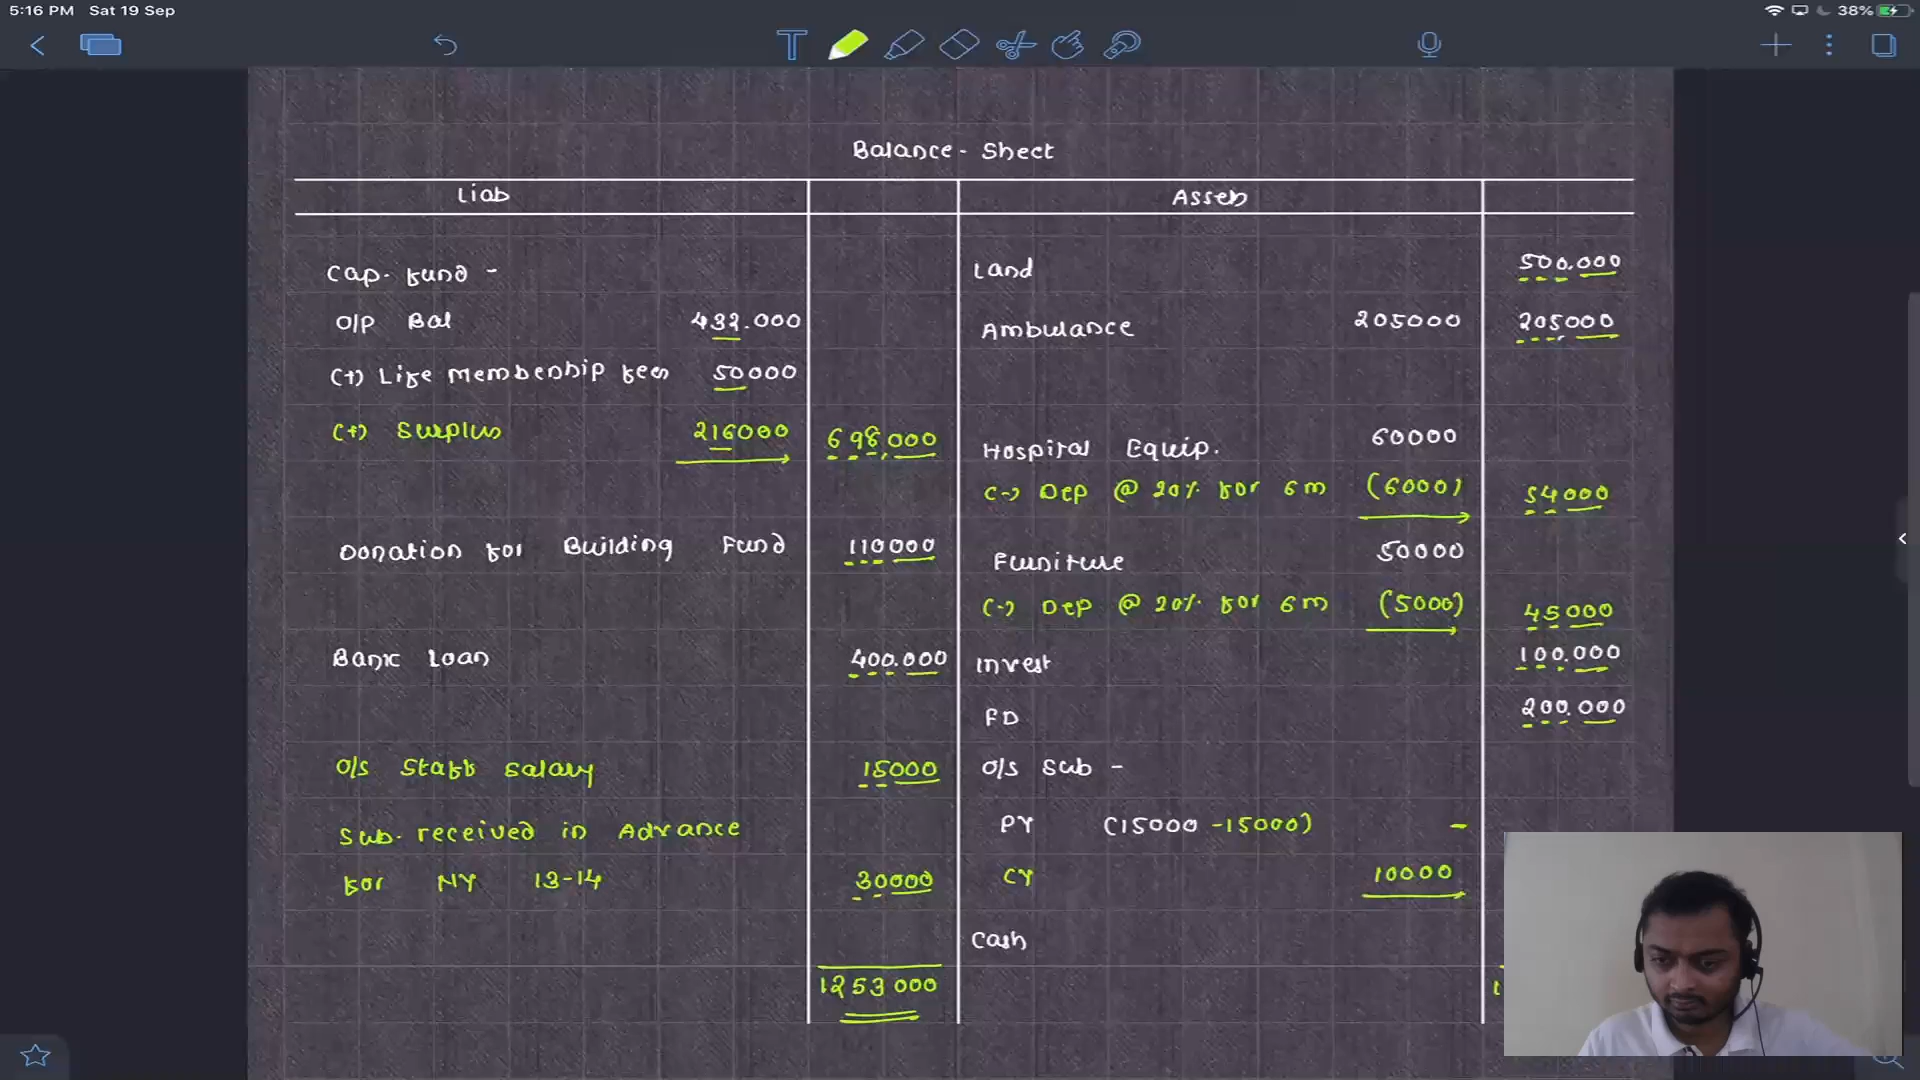 5:16 PM Sat 19 Sep
38%
Balance - Sheet
Liab
Assets
Cap. fund -
O/P Bal 432.000
(+) Life membership fees 50000
(+) Surplus 216000 698,000
Donation for Building Fund 110000
Bank Loan 400.000
O/s Staff salary 15000
Sub. received in Advance
for NY 13-14 30000
1253000
Land 500.000
Ambulance 205000 205000
Hospital Equip. 60000
(-) Dep @ 20% for 6m (6000) 54000
Furniture 50000
(-) Dep @ 20% for 6m (5000) 45000
Invest 100.000
FD 200.000
O/s Sub -
PY (15000 -15000) -
CY 10000
Cash